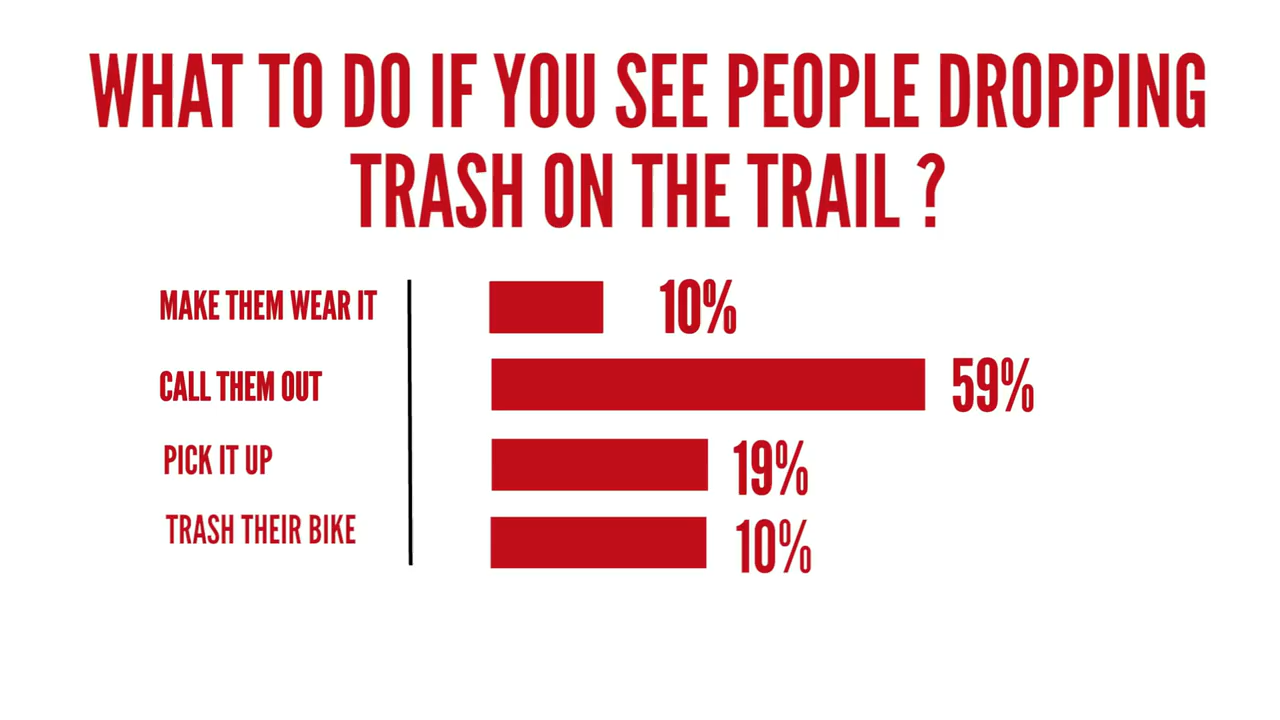 WHAT TO DO IF YOU SEE PEOPLE DROPPING
TRASH ON THE TRAIL ?
MAKE THEM WEAR IT 10%
CALL THEM OUT 59%
PICK IT UP 19%
TRASH THEIR BIKE 10%